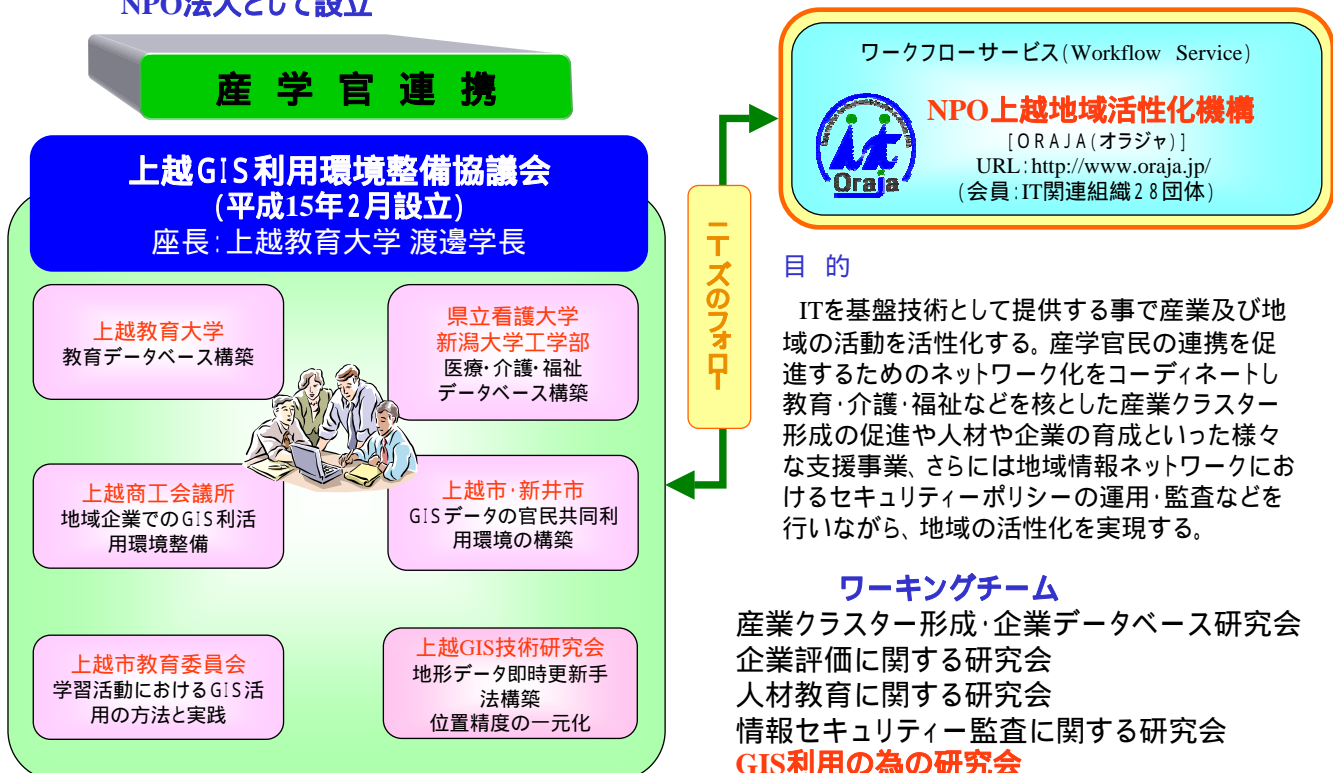 NPO法人として設立
産学官連携
上越GIS利用環境整備協議会
(平成15年2月設立)
座長:上越教育大学 渡邊学長
上越教育大学
教育データベース構築
県立看護大学
新潟大学工学部
医療・介護・福祉
データベース構築
上越商工会議所
地域企業でのGIS利活
用環境整備
上越市・新井市
GISデータの官民共同利
用環境の構築
上越市教育委員会
学習活動におけるGIS活
用の方法と実践
上越GIS技術研究会
地形データ即時更新手
法構築
位置精度の一元化
ニーズのフォロー
ワークフローサービス(Workflow Service)
it
Oraja
NPO上越地域活性化機構
[ORAJA(オラジャ)]
URL:http://www.oraja.jp/
(会員:IT関連組織28団体)
目 的
ITを基盤技術として提供する事で産業及び地
域の活動を活性化する。産学官民の連携を促
進するためのネットワーク化をコーディネートし
教育・介護・福祉などを核とした産業クラスター
形成の促進や人材や企業の育成といった様々
な支援事業、さらには地域情報ネットワークにお
けるセキュリティーポリシーの運用・監査などを
行いながら、地域の活性化を実現する。
ワーキングチーム
産業クラスター形成・企業データベース研究会
企業評価に関する研究会
人材教育に関する研究会
情報セキュリティー監査に関する研究会
GIS利用の為の研究会